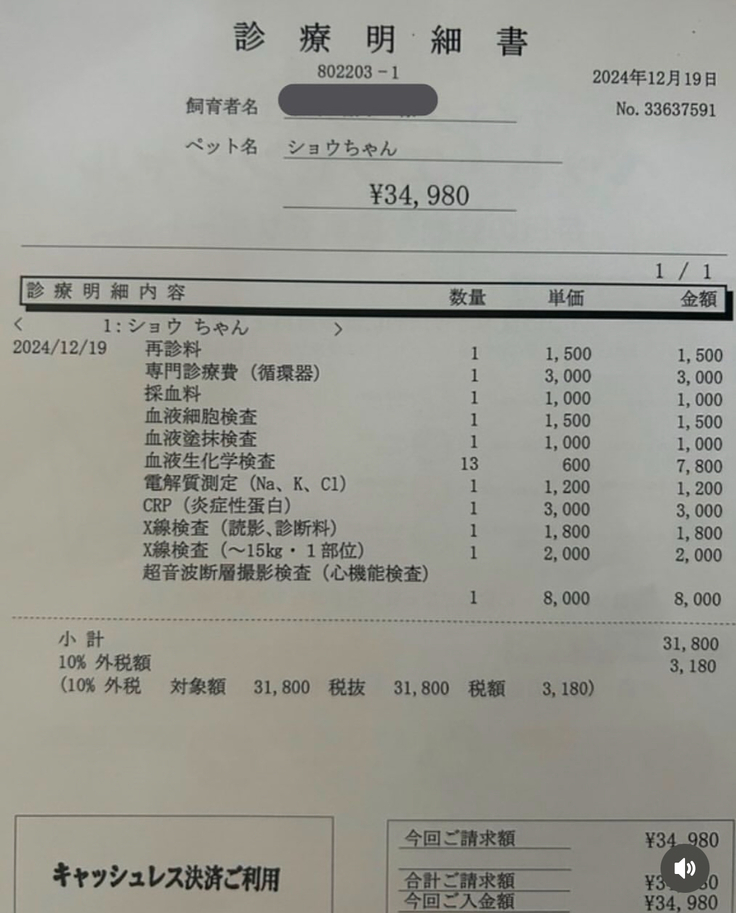 診療明細書
802203-1
2024年12月19日
飼育者名
No. 33637591
ペット名 ショウちゃん
¥34,980
1 / 1
診療明細内容 数量 単価 金額
< 1:ショウ ちゃん >
2024/12/19 再診料 1 1,500 1,500
専門診療費 (循環器) 1 3,000 3,000
採血料 1 1,000 1,000
血液細胞検査 1 1,500 1,500
血液塗抹検査 1 1,000 1,000
血液生化学検査 13 600 7,800
電解質測定 (Na、K、Cl) 1 1,200 1,200
CRP (炎症性蛋白) 1 3,000 3,000
X線検査 (読影、診断料) 1 1,800 1,800
X線検査 (~15kg・1部位) 1 2,000 2,000
超音波断層撮影検査 (心機能検査)
1 8,000 8,000
小計 31,800
10% 外税額 3,180
(10% 外税 対象額 31,800 税抜 31,800 税額 3,180)
キャッシュレス決済ご利用
今回ご請求額 ¥34,980
合計ご請求額
今回ご入金額 ¥34,980